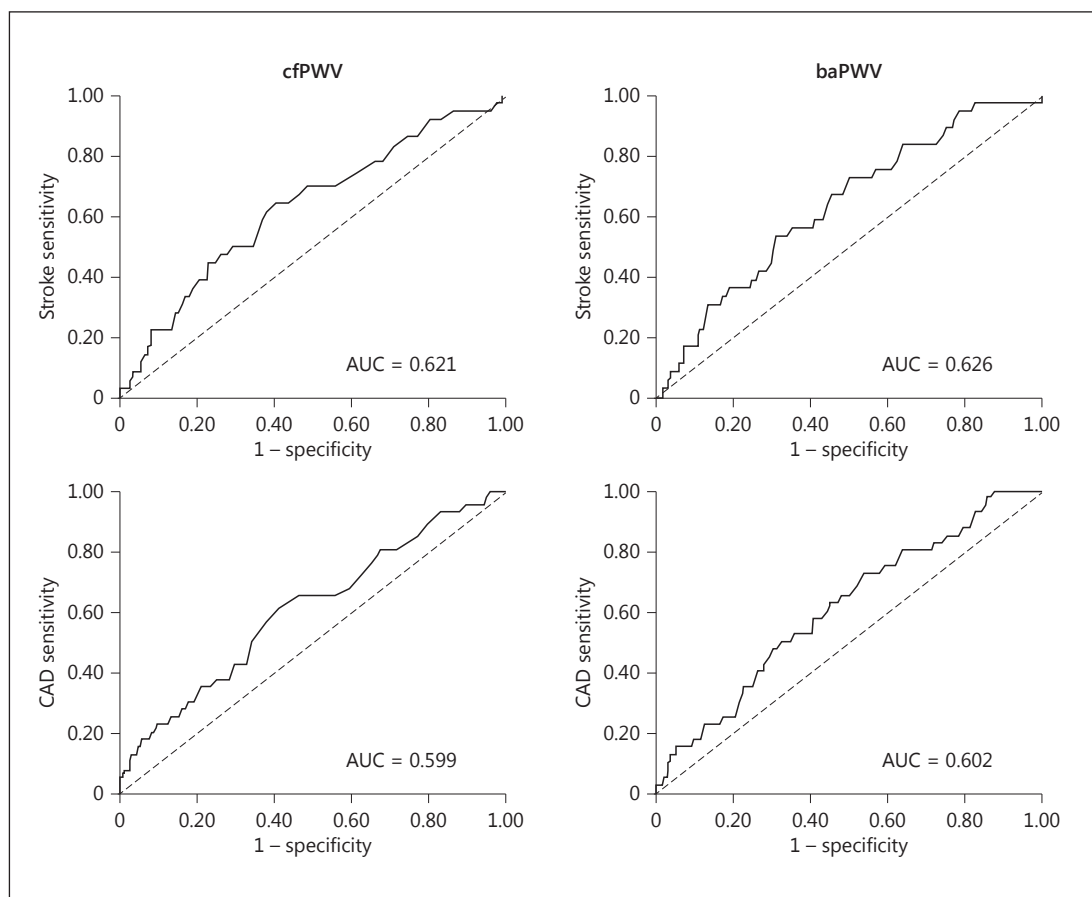 cfPWV
1.00
0.80
0.60
0.40
0.20
0
Stroke sensitivity
AUC = 0.621
0 0.20 0.40 0.60 0.80 1.00
1 – specificity
baPWV
1.00
0.80
0.60
0.40
0.20
0
Stroke sensitivity
AUC = 0.626
0 0.20 0.40 0.60 0.80 1.00
1 – specificity
1.00
0.80
0.60
0.40
0.20
0
CAD sensitivity
AUC = 0.599
0 0.20 0.40 0.60 0.80 1.00
1 – specificity
1.00
0.80
0.60
0.40
0.20
0
CAD sensitivity
AUC = 0.602
0 0.20 0.40 0.60 0.80 1.00
1 – specificity